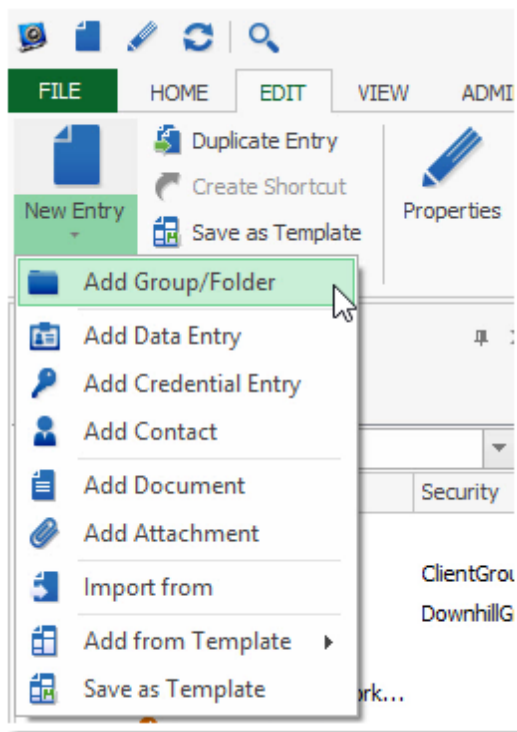 FILE HOME EDIT VIEW ADMI
New Entry
Duplicate Entry
Create Shortcut
Save as Template
Properties
Add Group/Folder
Add Data Entry
Add Credential Entry
Add Contact
Add Document
Add Attachment
Import from
Add from Template
Save as Template
Security
ClientGrou
DownhillG
ork...